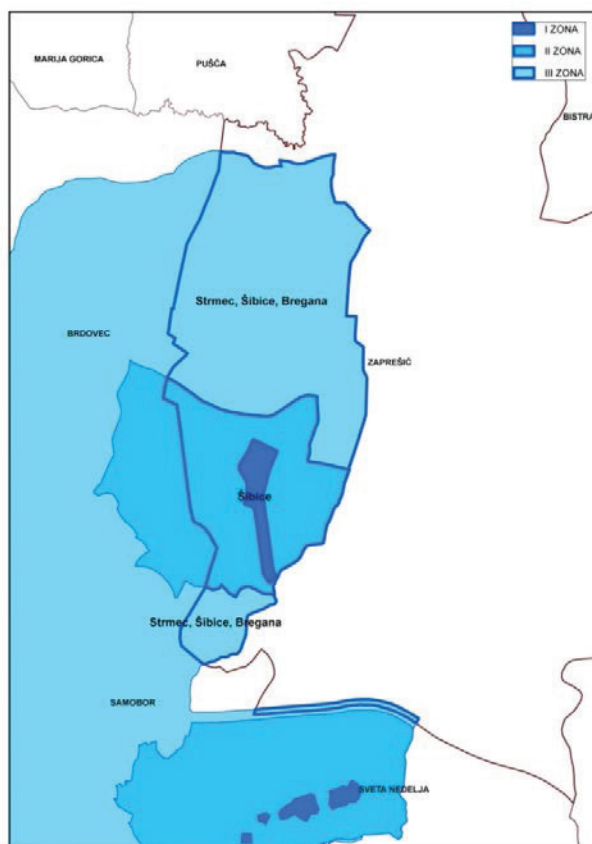 MARIJA GORICA
PUŠĆA
I ZONA
II ZONA
III ZONA
BISTRA
Strmec, Šibice, Bregana
BRDOVEC
ZAPREŠIĆ
Šibice
Strmec, Šibice, Bregana
SAMOBOR
SVETA NEDELJA